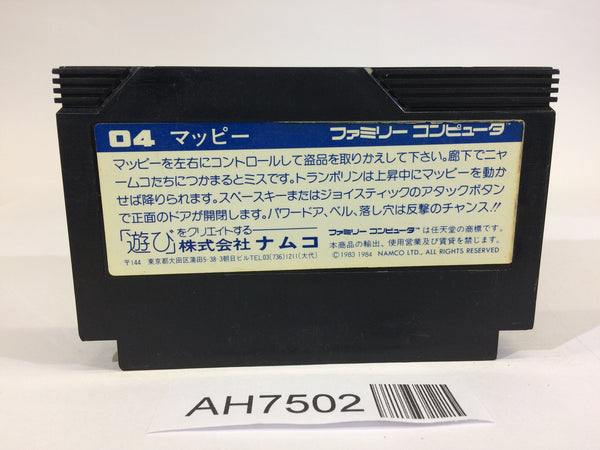 04 マッピー ファミリー コンピュータ™
マッピーを左右にコントロールして盗品を取りかえして下さい。廊下でニャ
ームコたちにつかまるとミスです。トランポリンは上昇中にマッピーを動か
せば降りられます。スペースキーまたはジョイスティックのアタックボタン
で正面のドアが開閉します。パワードア、ベル、落し穴は反撃のチャンス!!
「遊び」をクリエイトする 株式会社 ナムコ
〒144 東京都大田区蒲田5-38-3朝日ビルTEL.03(736)1211(大代)
ファミリー コンピュータ™ は任天堂の商標です。
本商品の輸出、使用営業及び賃貸を禁じます。
©1983 1984 NAMCO LTD., ALL RIGHTS RESERVED
AH7502